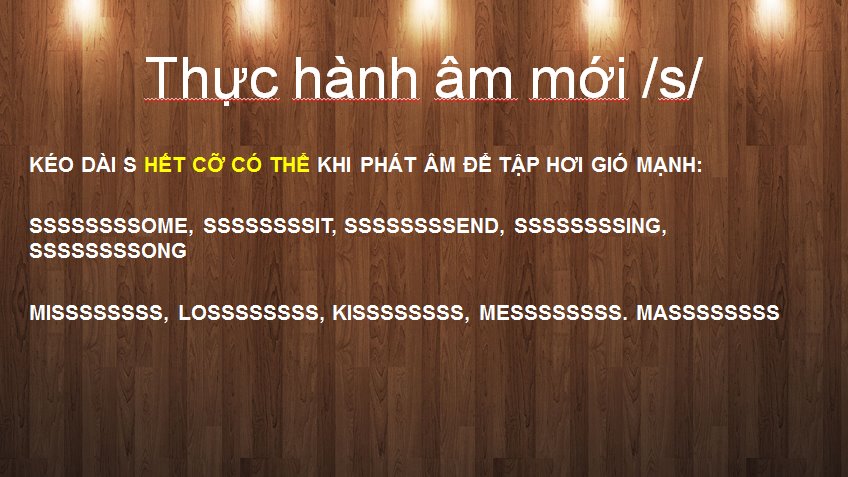 Thực hành âm mới /s/
KÉO DÀI S HẾT CỠ CÓ THỂ KHI PHÁT ÂM ĐỂ TẬP HƠI GIÓ MẠNH:
SSSSSSSSOME, SSSSSSSSIT, SSSSSSSSEND, SSSSSSSSING,
SSSSSSSSONG
MISSSSSSSS, LOSSSSSSSS, KISSSSSSSS, MESSSSSSSS. MASSSSSSSS